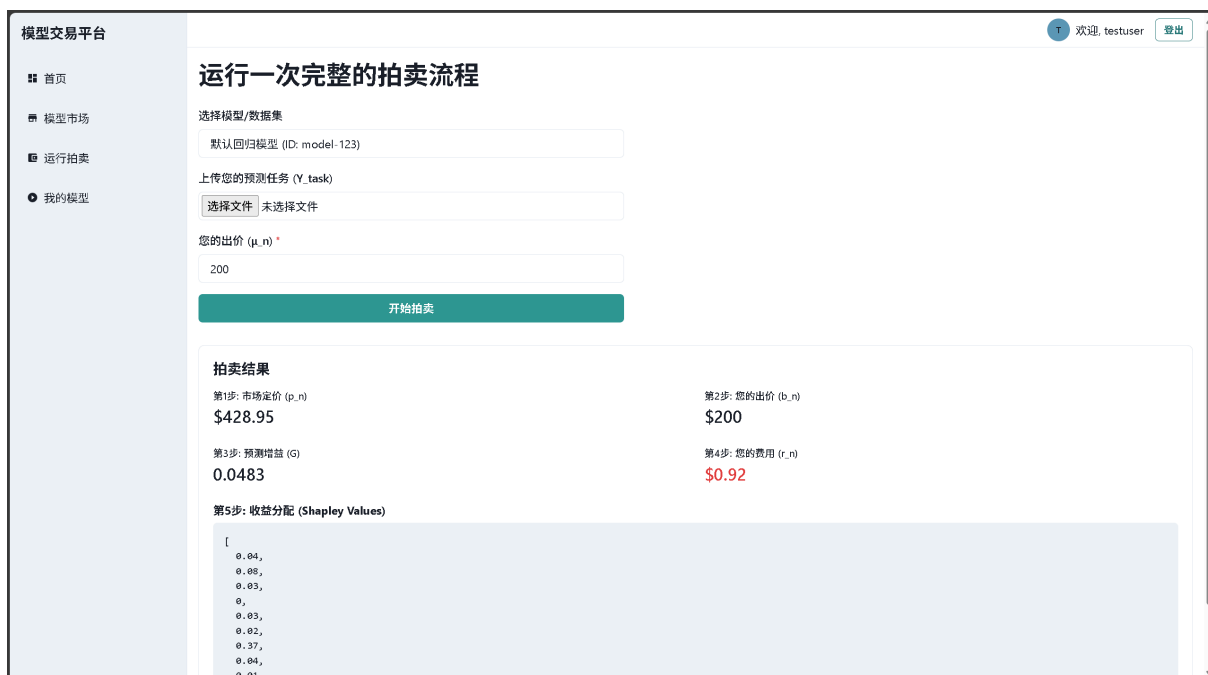 模型交易平台
T 欢迎, testuser 登出
首页
模型市场
运行拍卖
我的模型
运行一次完整的拍卖流程
选择模型/数据集
默认回归模型 (ID: model-123)
上传您的预测任务 (Y_task)
选择文件 未选择文件
您的出价 (μ_n) *
200
开始拍卖
拍卖结果
第1步: 市场定价 (p_n)
$428.95
第2步: 您的出价 (b_n)
$200
第3步: 预测增益 (G)
0.0483
第4步: 您的费用 (r_n)
$0.92
第5步: 收益分配 (Shapley Values)
[
0.04,
0.08,
0.03,
0,
0.03,
0.02,
0.37,
0.04,